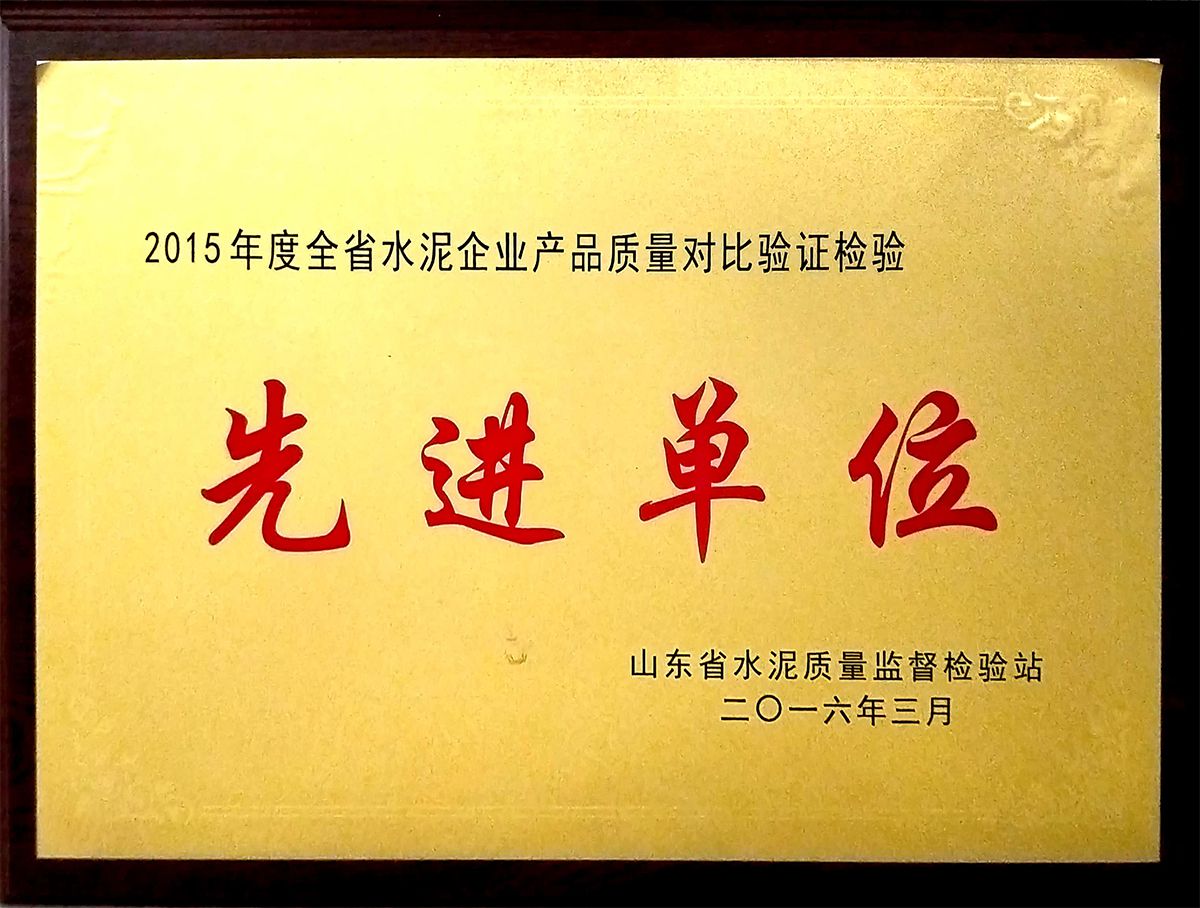 2015年度全省水泥企业产品质量对比验证检验
先进单位
山东省水泥质量监督检验站
二〇一六年三月